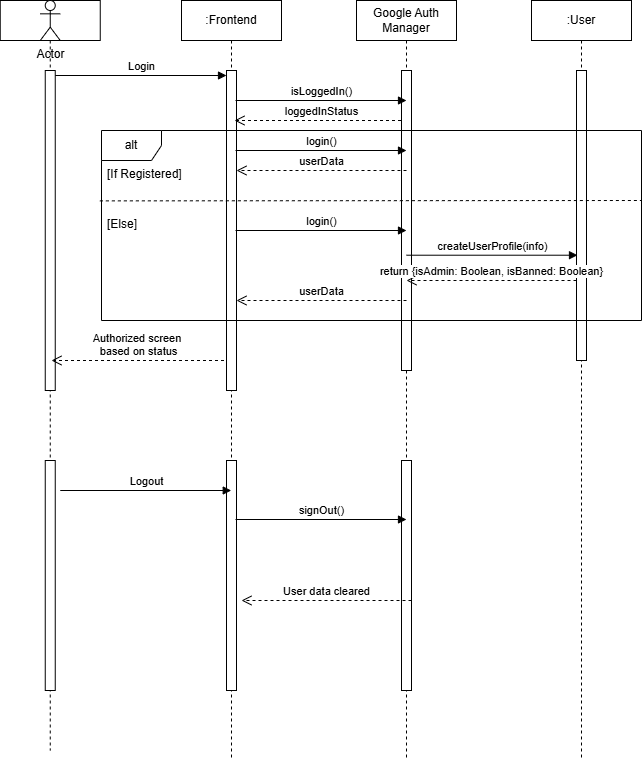 Actor
:Frontend
Google Auth
Manager
:User
Login
isLoggedIn()
loggedInStatus
alt
login()
userData
[If Registered]
[Else]
login()
createUserProfile(info)
return {isAdmin: Boolean, isBanned: Boolean}
userData
Authorized screen
based on status
Logout
signOut()
User data cleared